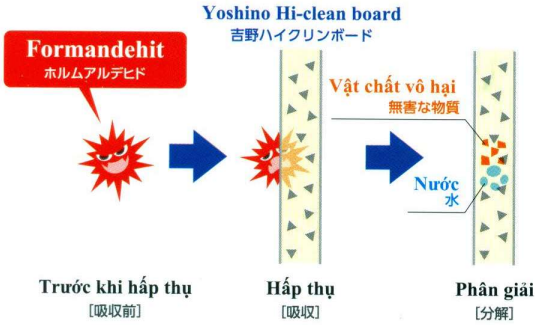 Yoshino Hi-clean board
吉野ハイクリンボード
Formandehit
ホルムアルデヒド
Vật chất vô hại
無害な物質
Nước
水
Trước khi hấp thụ
[吸収前]
Hấp thụ
[吸収]
Phân giải
[分解]